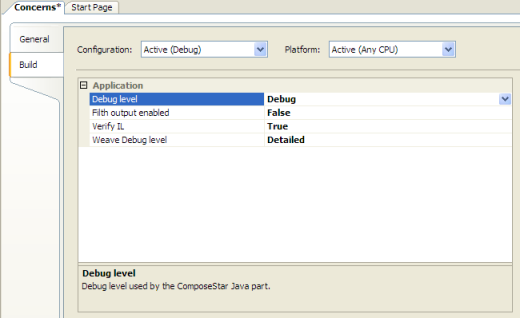 Concerns* Start Page
General
Build
Configuration: Active (Debug) Platform: Active (Any CPU)
Application
Debug level Debug
Filth output enabled False
Verify IL True
Weave Debug level Detailed
Debug level
Debug level used by the ComposeStar Java part.